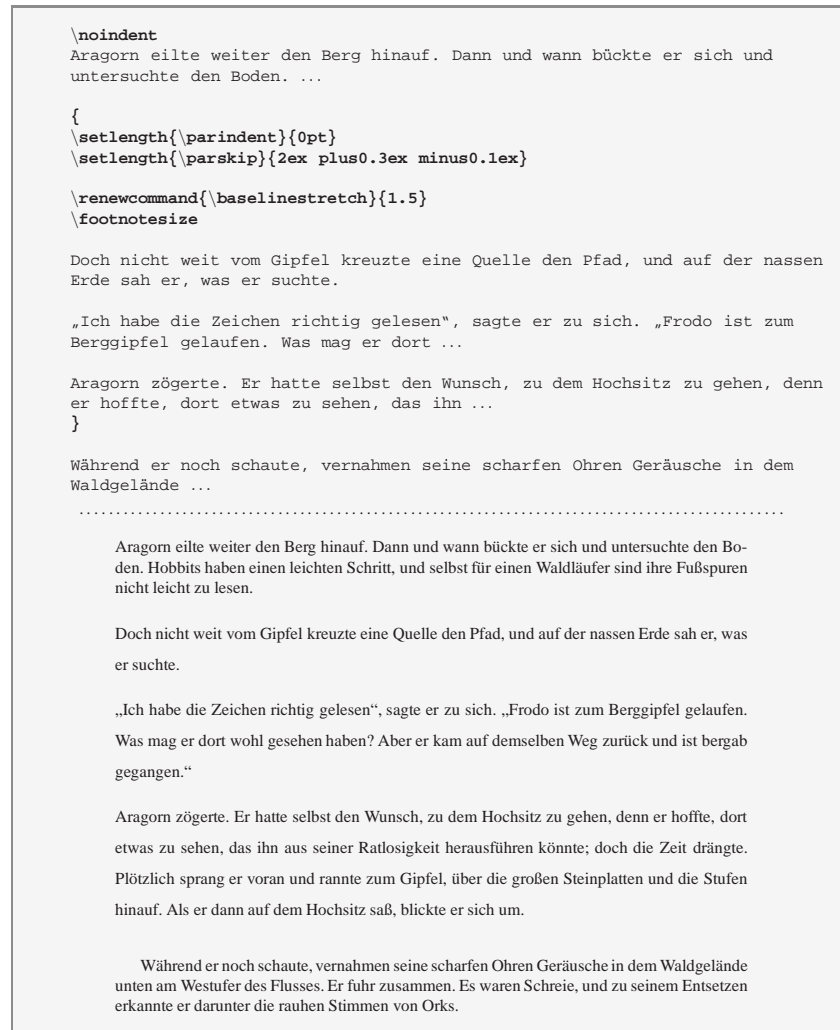 \noindent
Aragorn eilte weiter den Berg hinauf. Dann und wann bückte er sich und
untersuchte den Boden. ...
{
\setlength{\parindent}{0pt}
\setlength{\parskip}{2ex plus0.3ex minus0.1ex}
\renewcommand{\baselinestretch}{1.5}
\footnotesize
Doch nicht weit vom Gipfel kreuzte eine Quelle den Pfad, und auf der nassen
Erde sah er, was er suchte.
„Ich habe die Zeichen richtig gelesen“, sagte er zu sich. „Frodo ist zum
Berggipfel gelaufen. Was mag er dort ...
Aragorn zögerte. Er hatte selbst den Wunsch, zu dem Hochsitz zu gehen, denn
er hoffte, dort etwas zu sehen, das ihn ...
}
Während er noch schaute, vernahmen seine scharfen Ohren Geräusche in dem
Waldgelände ...
Aragorn eilte weiter den Berg hinauf. Dann und wann bückte er sich und untersuchte den Bo-
den. Hobbits haben einen leichten Schritt, und selbst für einen Waldläufer sind ihre Fußspuren
nicht leicht zu lesen.
Doch nicht weit vom Gipfel kreuzte eine Quelle den Pfad, und auf der nassen Erde sah er, was
er suchte.
„Ich habe die Zeichen richtig gelesen“, sagte er zu sich. „Frodo ist zum Berggipfel gelaufen.
Was mag er dort wohl gesehen haben? Aber er kam auf demselben Weg zurück und ist bergab
gegangen.“
Aragorn zögerte. Er hatte selbst den Wunsch, zu dem Hochsitz zu gehen, denn er hoffte, dort
etwas zu sehen, das ihn aus seiner Ratlosigkeit herausführen könnte; doch die Zeit drängte.
Plötzlich sprang er voran und rannte zum Gipfel, über die großen Steinplatten und die Stufen
hinauf. Als er dann auf dem Hochsitz saß, blickte er sich um.
Während er noch schaute, vernahmen seine scharfen Ohren Geräusche in dem Waldgelände
unten am Westufer des Flusses. Er fuhr zusammen. Es waren Schreie, und zu seinem Entsetzen
erkannte er darunter die rauhen Stimmen von Orks.